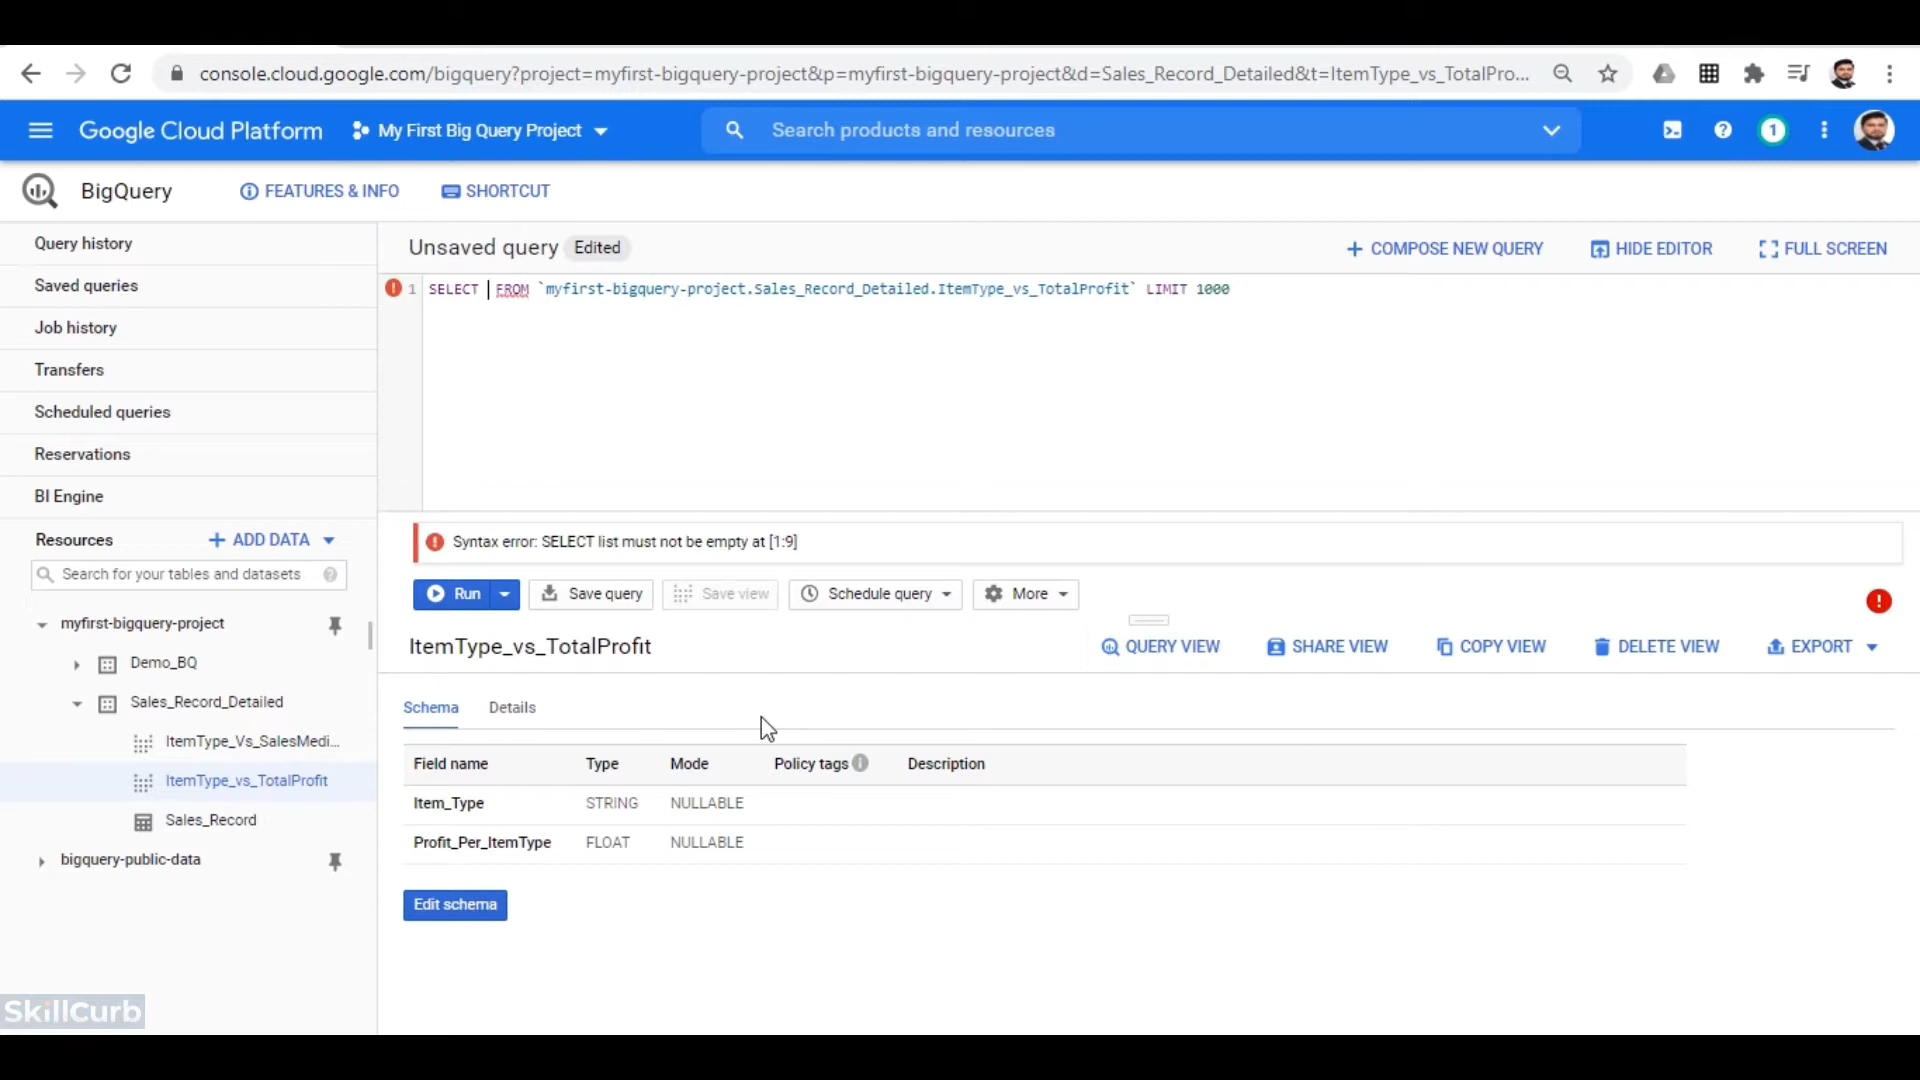 console.cloud.google.com/bigquery?project=myfirst-bigquery-project&p=myfirst-bigquery-project&d=Sales_Record_Detailed&t=ItemType_vs_TotalPro...
Google Cloud Platform
My First Big Query Project
Search products and resources
1
BigQuery
FEATURES & INFO
SHORTCUT
Query history
Saved queries
Job history
Transfers
Scheduled queries
Reservations
BI Engine
Resources
+ ADD DATA
Search for your tables and datasets
myfirst-bigquery-project
Demo_BQ
Sales_Record_Detailed
ItemType_Vs_SalesMedi...
ItemType_vs_TotalProfit
Sales_Record
bigquery-public-data
Unsaved query Edited
+ COMPOSE NEW QUERY
HIDE EDITOR
FULL SCREEN
1 SELECT FROM `myfirst-bigquery-project.Sales_Record_Detailed.ItemType_vs_TotalProfit` LIMIT 1000
Syntax error: SELECT list must not be empty at [1:9]
Run
Save query
Save view
Schedule query
More
ItemType_vs_TotalProfit
QUERY VIEW
SHARE VIEW
COPY VIEW
DELETE VIEW
EXPORT
Schema Details
Field name Type Mode Policy tags Description
Item_Type STRING NULLABLE
Profit_Per_ItemType FLOAT NULLABLE
Edit schema
SkillCurb